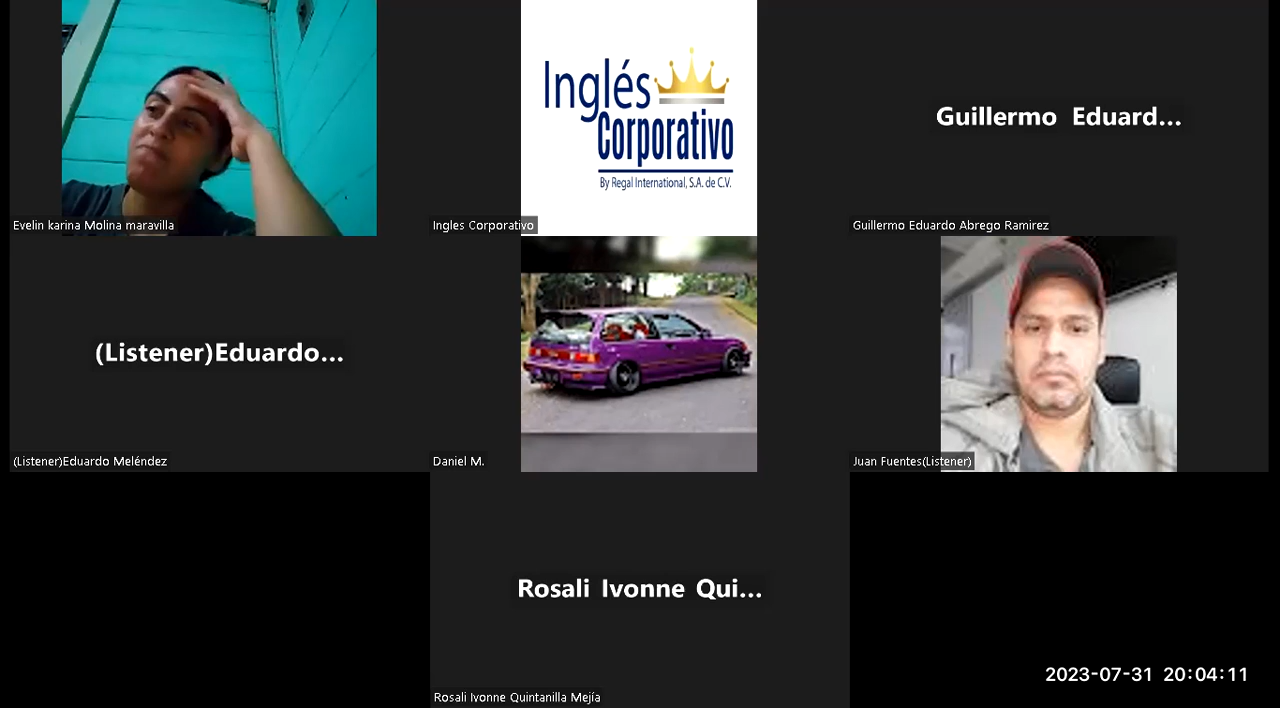 Inglés
Corporativo
By Regal International, S.A. de C.V.
Guillermo Eduard...
Evelin karina Molina maravilla
Ingles Corporativo
Guillermo Eduardo Abrego Ramirez
(Listener)Eduardo...
(Listener)Eduardo Meléndez
Daniel M.
Juan Fuentes(Listener)
Rosali Ivonne Qui...
Rosali Ivonne Quintanilla Mejía
2023-07-31 20:04:11